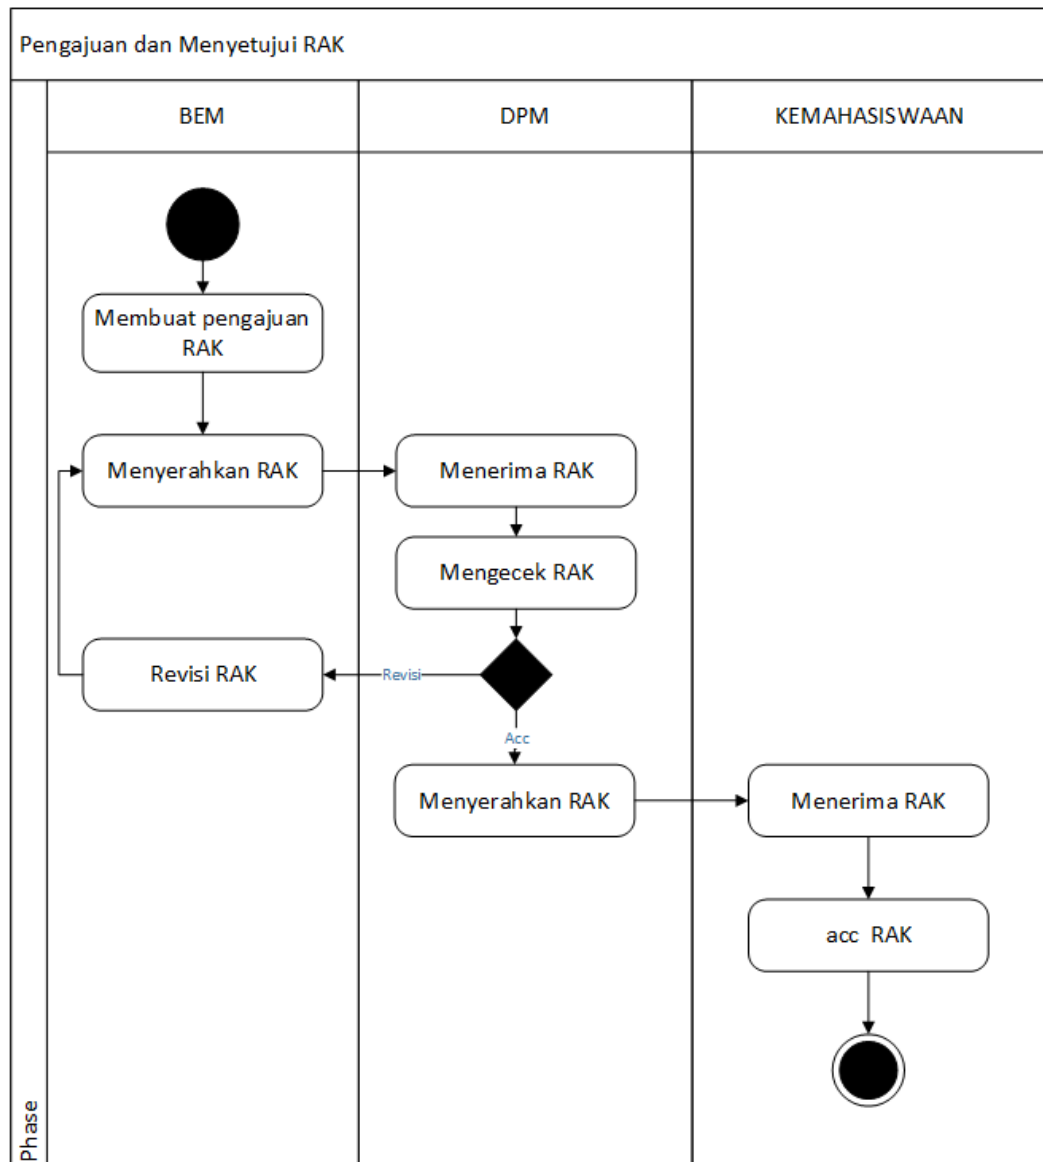 Pengajuan dan Menyetujui RAK
BEM
DPM
KEMAHASISWAAN
Membuat pengajuan
RAK
Menyerahkan RAK
Menerima RAK
Mengecek RAK
Revisi RAK
Revisi
Acc
Menyerahkan RAK
Menerima RAK
acc RAK
Phase